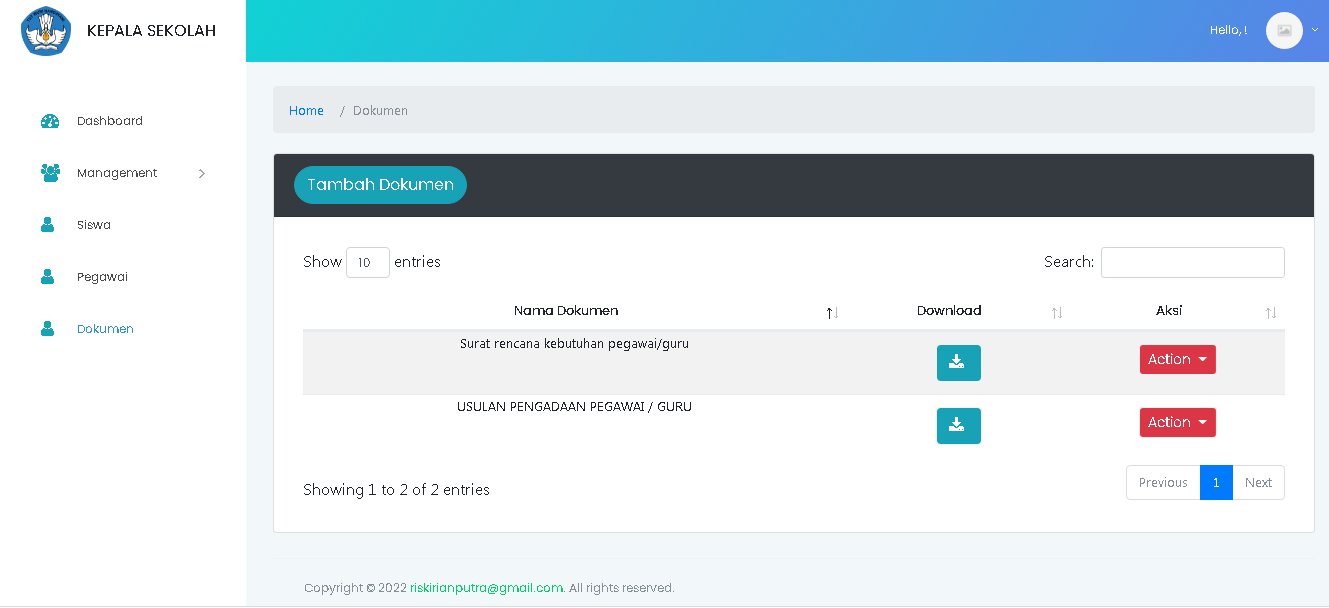 KEPALA SEKOLAH
Hello, !
Dashboard
Management
Siswa
Pegawai
Dokumen
Home / Dokumen
Tambah Dokumen
Show 10 entries
Search:
Nama Dokumen Download Aksi
Surat rencana kebutuhan pegawai/guru Action
USULAN PENGADAAN PEGAWAI / GURU Action
Showing 1 to 2 of 2 entries
Previous 1 Next
Copyright © 2022 riskirianputra@gmail.com. All rights reserved.